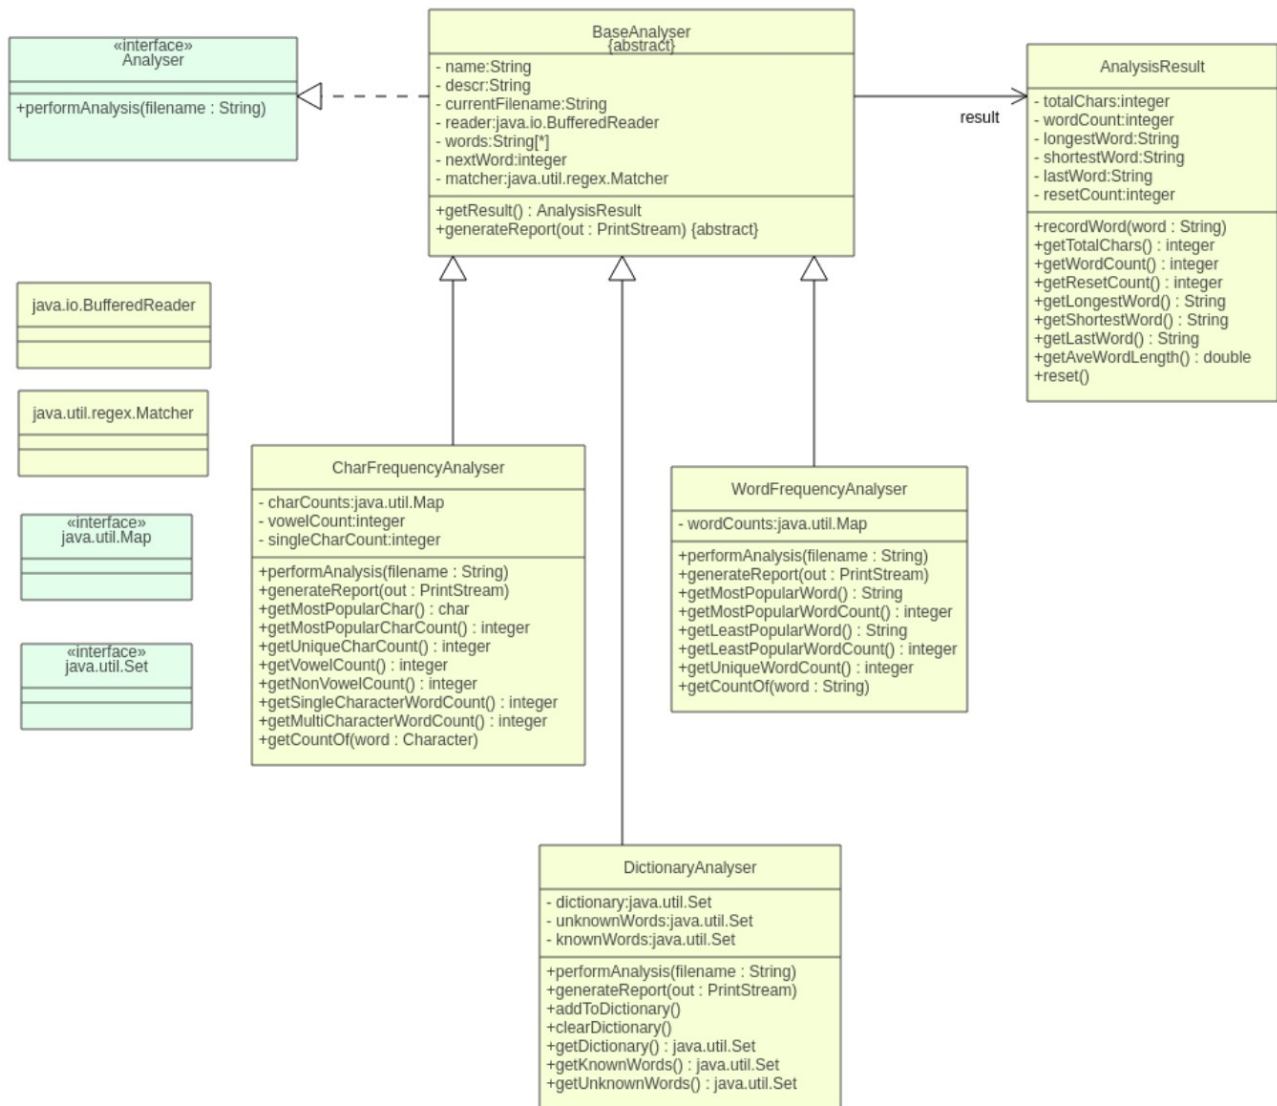 «interface»
Analyser
+performAnalysis(filename : String)
BaseAnalyser
{abstract}
- name:String
- descr:String
- currentFilename:String
- reader:java.io.BufferedReader
- words:String[*]
- nextWord:integer
- matcher:java.util.regex.Matcher
+getResult() : AnalysisResult
+generateReport(out : PrintStream) {abstract}
result
AnalysisResult
- totalChars:integer
- wordCount:integer
- longestWord:String
- shortestWord:String
- lastWord:String
- resetCount:integer
+recordWord(word : String)
+getTotalChars() : integer
+getWordCount() : integer
+getResetCount() : integer
+getLongestWord() : String
+getShortestWord() : String
+getLastWord() : String
+getAveWordLength() : double
+reset()
java.io.BufferedReader
java.util.regex.Matcher
«interface»
java.util.Map
«interface»
java.util.Set
CharFrequencyAnalyser
- charCounts:java.util.Map
- vowelCount:integer
- singleCharCount:integer
+performAnalysis(filename : String)
+generateReport(out : PrintStream)
+getMostPopularChar() : char
+getMostPopularCharCount() : integer
+getUniqueCharCount() : integer
+getVowelCount() : integer
+getNonVowelCount() : integer
+getSingleCharacterWordCount() : integer
+getMultiCharacterWordCount() : integer
+getCountOf(word : Character)
WordFrequencyAnalyser
- wordCounts:java.util.Map
+performAnalysis(filename : String)
+generateReport(out : PrintStream)
+getMostPopularWord() : String
+getMostPopularWordCount() : integer
+getLeastPopularWord() : String
+getLeastPopularWordCount() : integer
+getUniqueWordCount() : integer
+getCountOf(word : String)
DictionaryAnalyser
- dictionary:java.util.Set
- unknownWords:java.util.Set
- knownWords:java.util.Set
+performAnalysis(filename : String)
+generateReport(out : PrintStream)
+addToDictionary()
+clearDictionary()
+getDictionary() : java.util.Set
+getKnownWords() : java.util.Set
+getUnknownWords() : java.util.Set